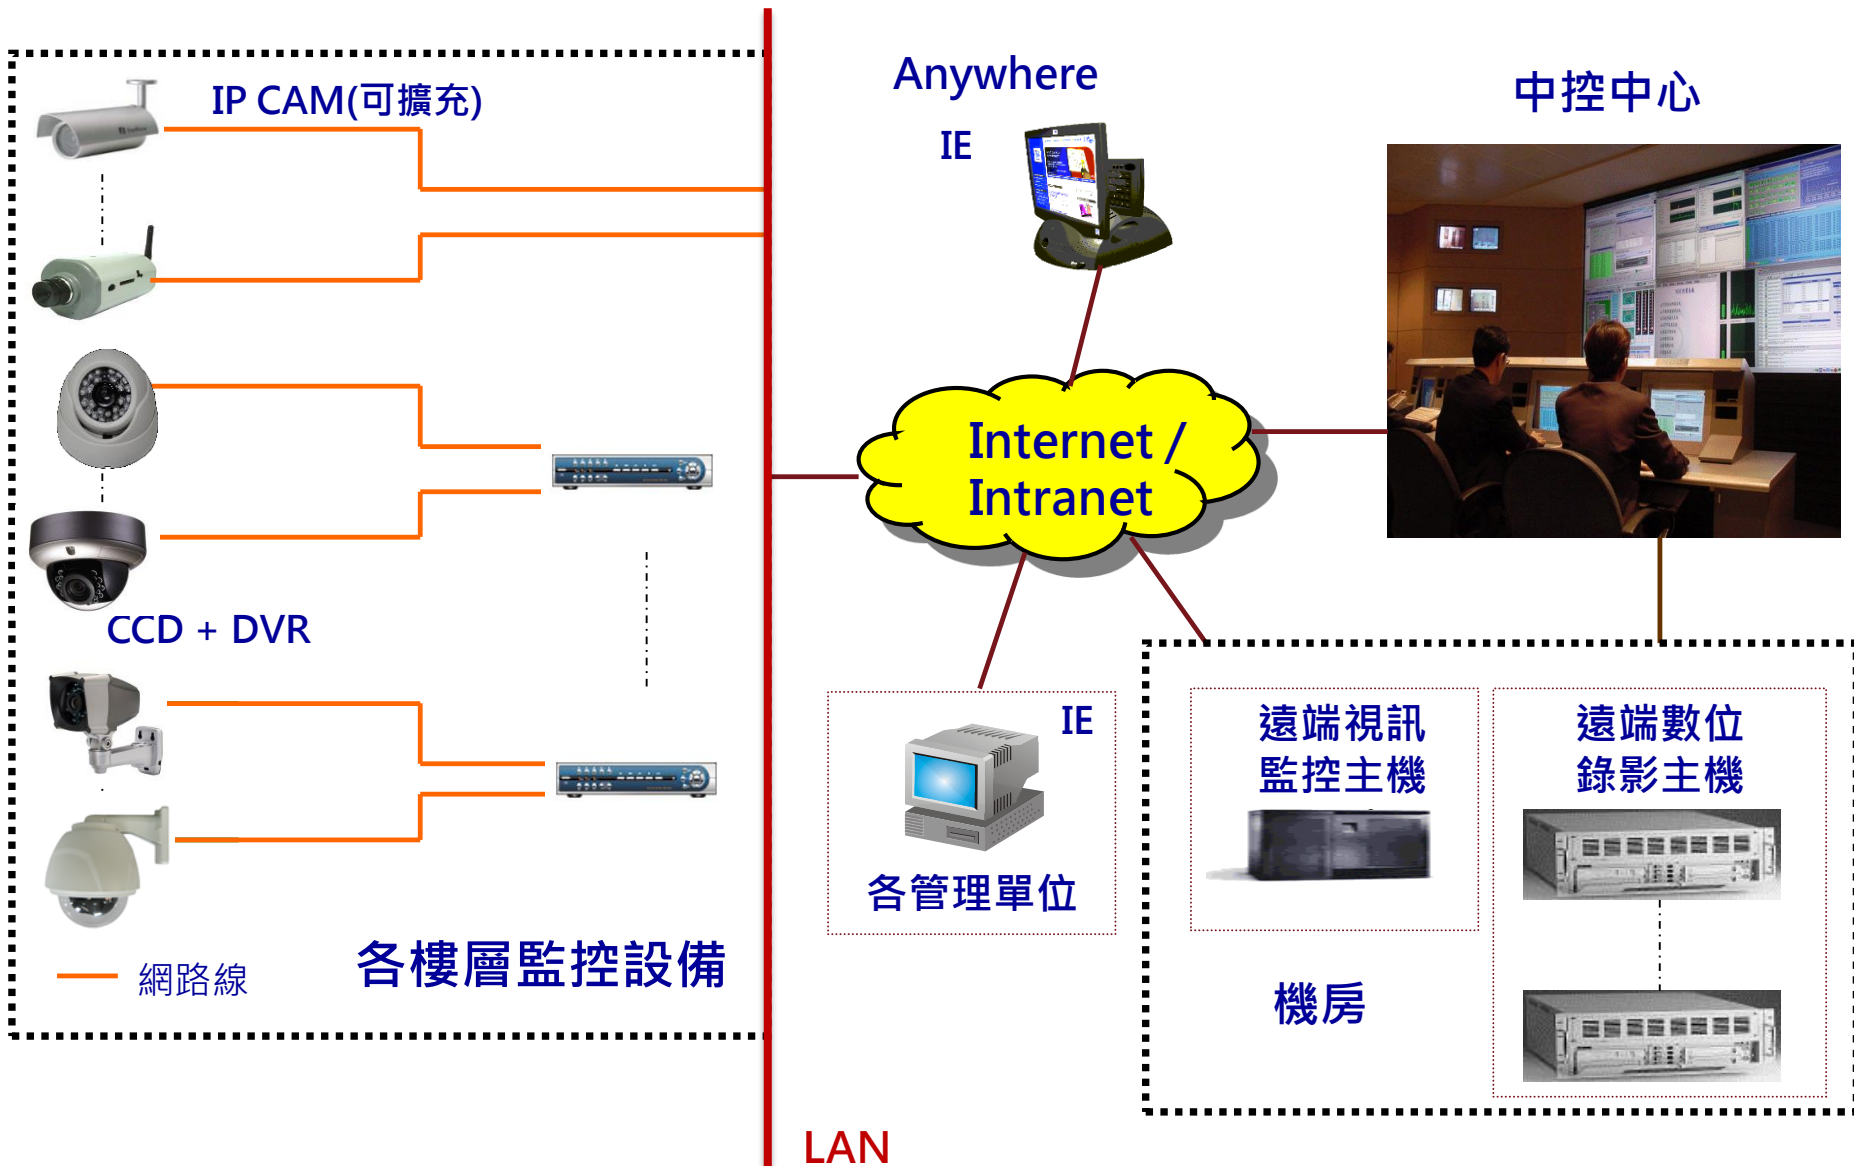 IP CAM(可擴充)
CCD + DVR
網路線
各樓層監控設備
LAN
Anywhere
IE
中控中心
Internet /
Intranet
IE
各管理單位
遠端視訊
監控主機
遠端數位
錄影主機
機房